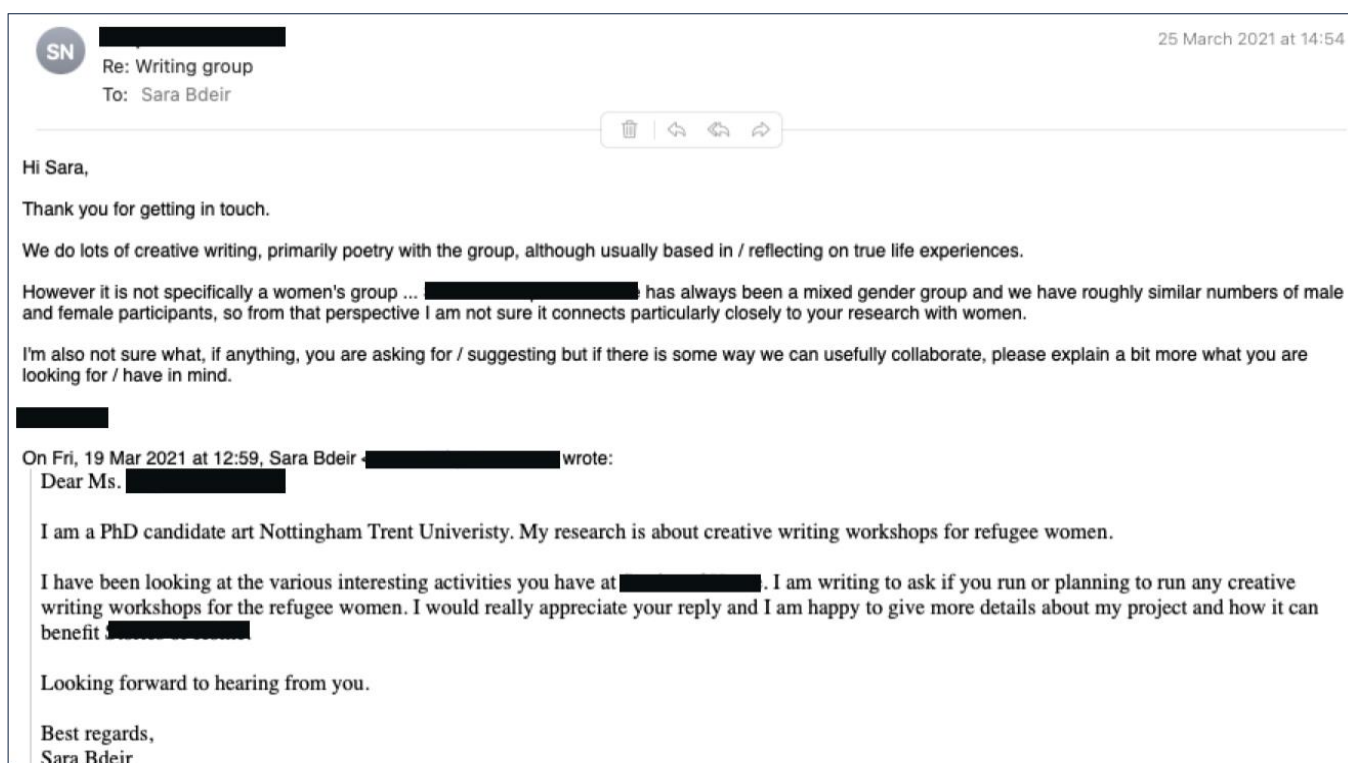 SN
25 March 2021 at 14:54
Re: Writing group
To: Sara Bdeir
Hi Sara,
Thank you for getting in touch.
We do lots of creative writing, primarily poetry with the group, although usually based in / reflecting on true life experiences.
However it is not specifically a women's group ... has always been a mixed gender group and we have roughly similar numbers of male
and female participants, so from that perspective I am not sure it connects particularly closely to your research with women.
I'm also not sure what, if anything, you are asking for / suggesting but if there is some way we can usefully collaborate, please explain a bit more what you are
looking for / have in mind.
On Fri, 19 Mar 2021 at 12:59, Sara Bdeir wrote:
Dear Ms.
I am a PhD candidate art Nottingham Trent Univeristy. My research is about creative writing workshops for refugee women.
I have been looking at the various interesting activities you have at . I am writing to ask if you run or planning to run any creative
writing workshops for the refugee women. I would really appreciate your reply and I am happy to give more details about my project and how it can
benefit
Looking forward to hearing from you.
Best regards,
Sara Bdeir